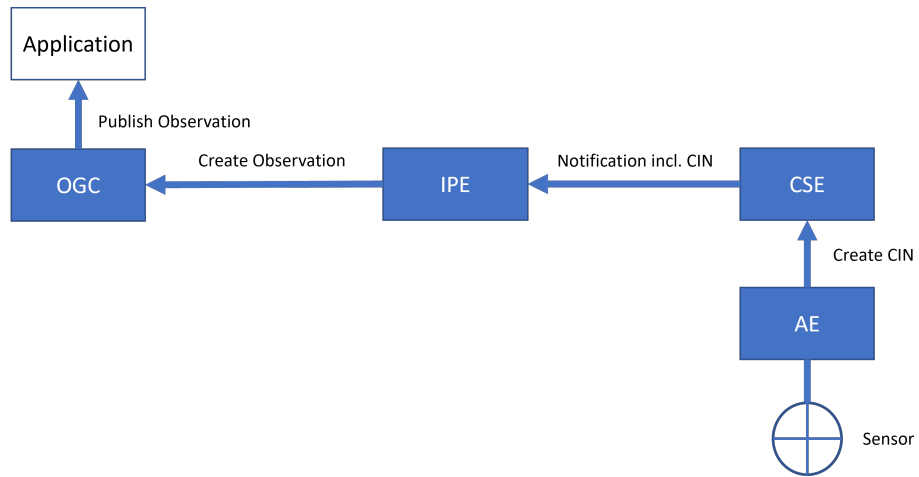 Application
Publish Observation
Create Observation
Notification incl. CIN
OGC
IPE
CSE
Create CIN
AE
Sensor